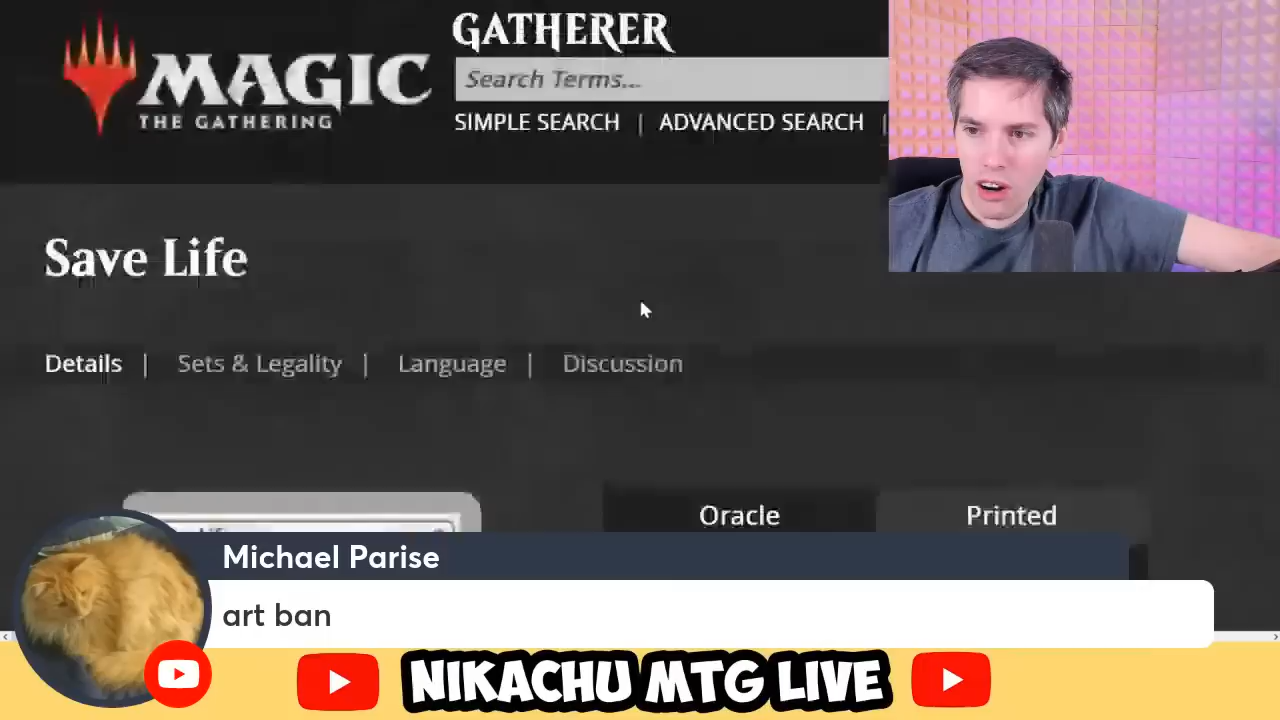 MAGIC
THE GATHERING
GATHERER
Search Terms...
SIMPLE SEARCH | ADVANCED SEARCH |
Save Life
Details | Sets & Legality | Language | Discussion
Oracle
Printed
Michael Parise
art ban
NIKACHU MTG LIVE